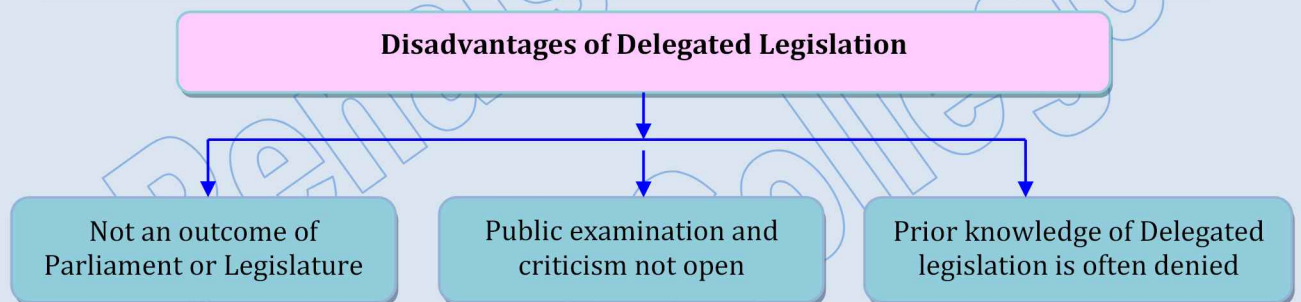 Disadvantages of Delegated Legislation
Not an outcome of
Parliament or Legislature
Public examination and
criticism not open
Prior knowledge of Delegated
legislation is often denied